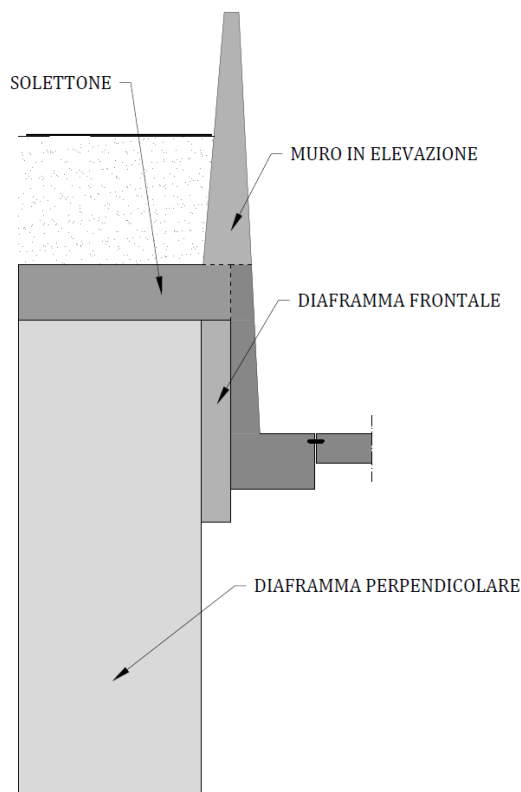 SOLETTONE
MURO IN ELEVAZIONE
DIAFRAMMA FRONTALE
DIAFRAMMA PERPENDICOLARE